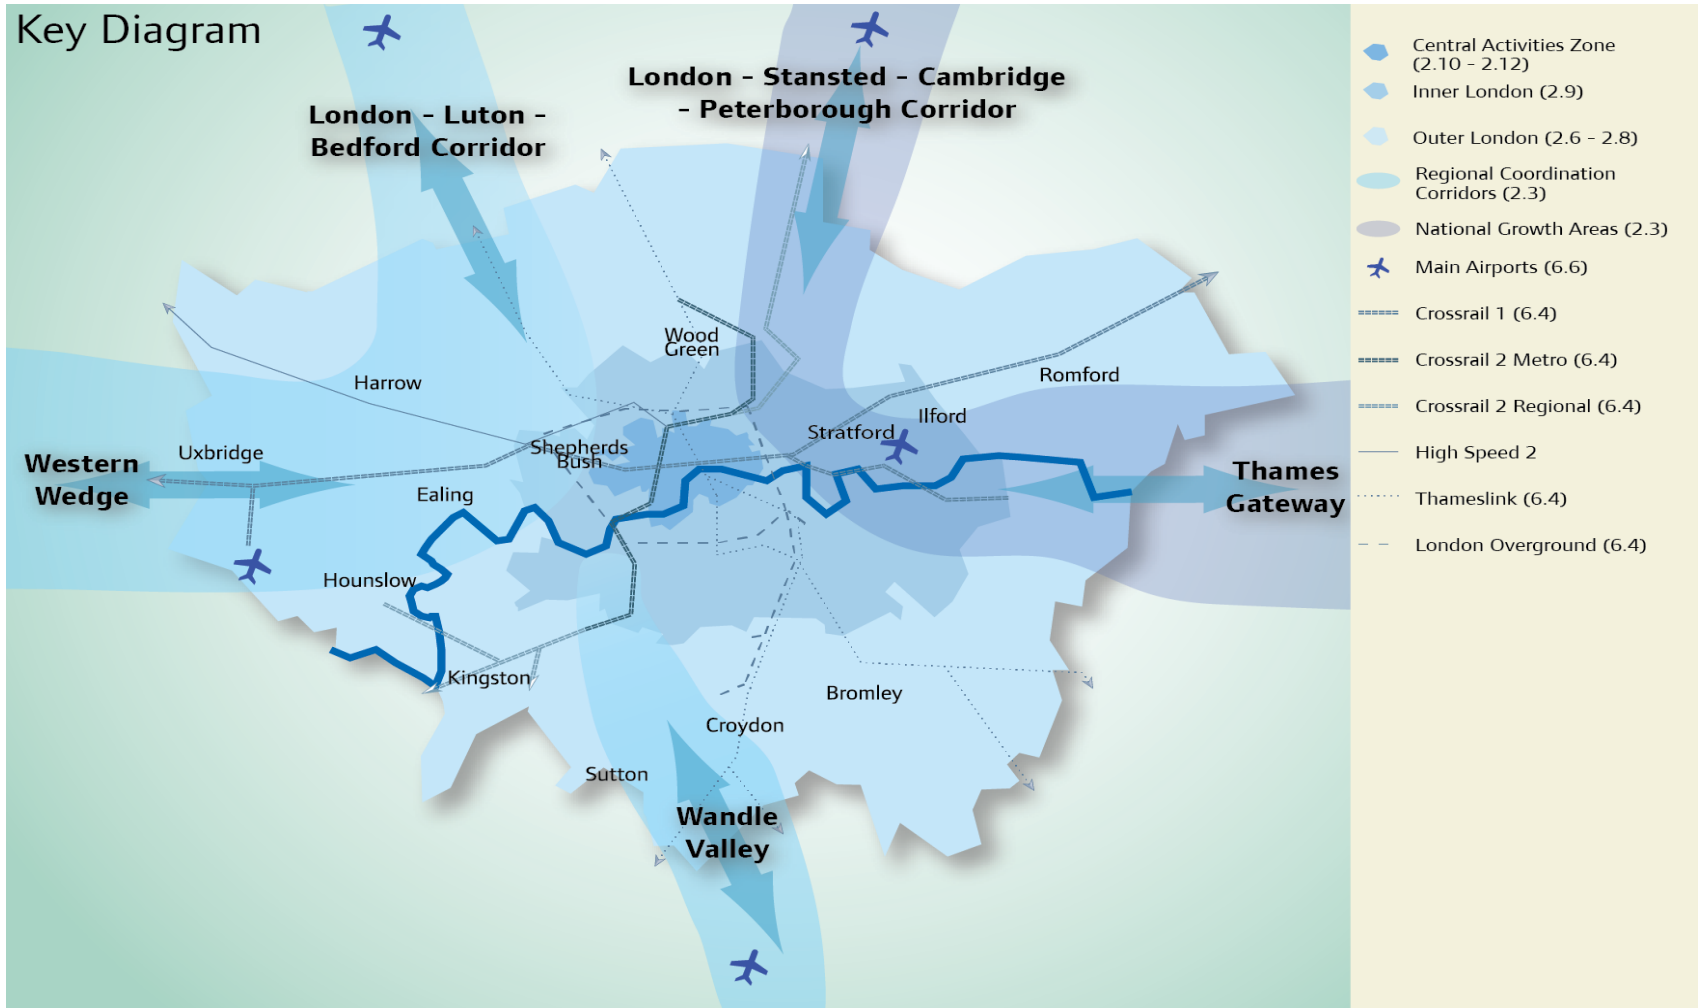 Key Diagram
London - Stansted - Cambridge
- Peterborough Corridor
London - Luton -
Bedford Corridor
Wood
Green
Harrow
Romford
Ilford
Stratford
Shepherds
Bush
Uxbridge
Western
Wedge
Ealing
Thames
Gateway
Hounslow
Kingston
Bromley
Croydon
Sutton
Wandle
Valley
Central Activities Zone
(2.10 - 2.12)
Inner London (2.9)
Outer London (2.6 - 2.8)
Regional Coordination
Corridors (2.3)
National Growth Areas (2.3)
Main Airports (6.6)
Crossrail 1 (6.4)
Crossrail 2 Metro (6.4)
Crossrail 2 Regional (6.4)
High Speed 2
Thameslink (6.4)
London Overground (6.4)